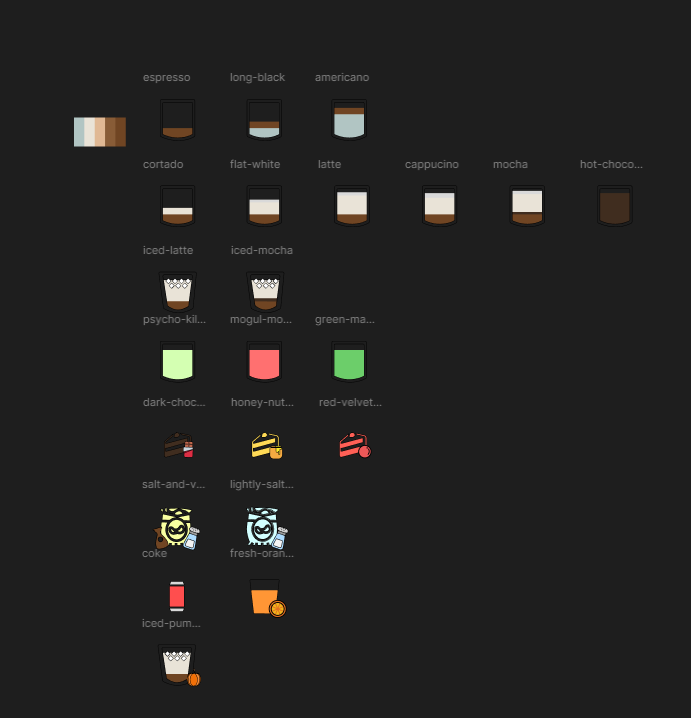 espresso long-black americano
cortado flat-white latte cappucino mocha hot-choco...
iced-latte iced-mocha
psycho-kil... mogul-mo... green-ma...
dark-choc... honey-nut... red-velvet...
salt-and-v... lightly-salt...
coke fresh-oran...
iced-pum...